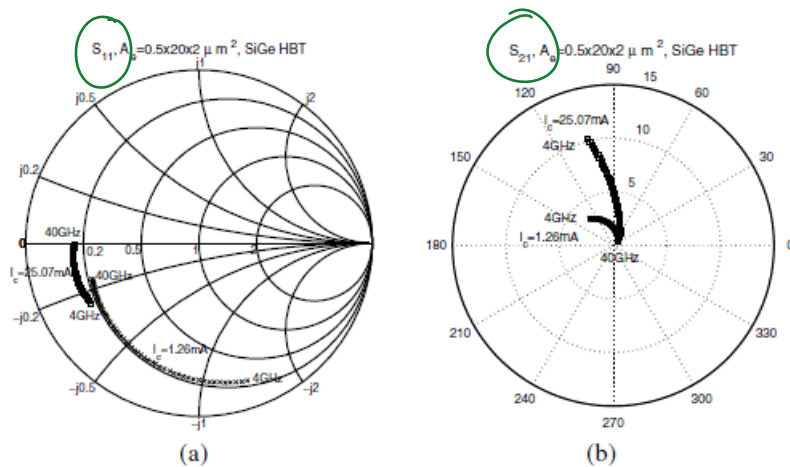 S11, Ae=0.5x20x2 μm2, SiGe HBT
j1
j0.5
j2
j0.2
40GHz
0
0.2
0.5
1
2
Ic=25.07mA
40GHz
4GHz
−j0.2
Ic=1.26mA
4GHz
−j0.5
−j2
−j1
(a)
S21, Ae=0.5x20x2 μm2, SiGe HBT
90
15
120
60
Ic=25.07mA
10
4GHz
150
30
5
4GHz
Ic=1.26mA
180
0
40GHz
210
330
240
300
270
(b)